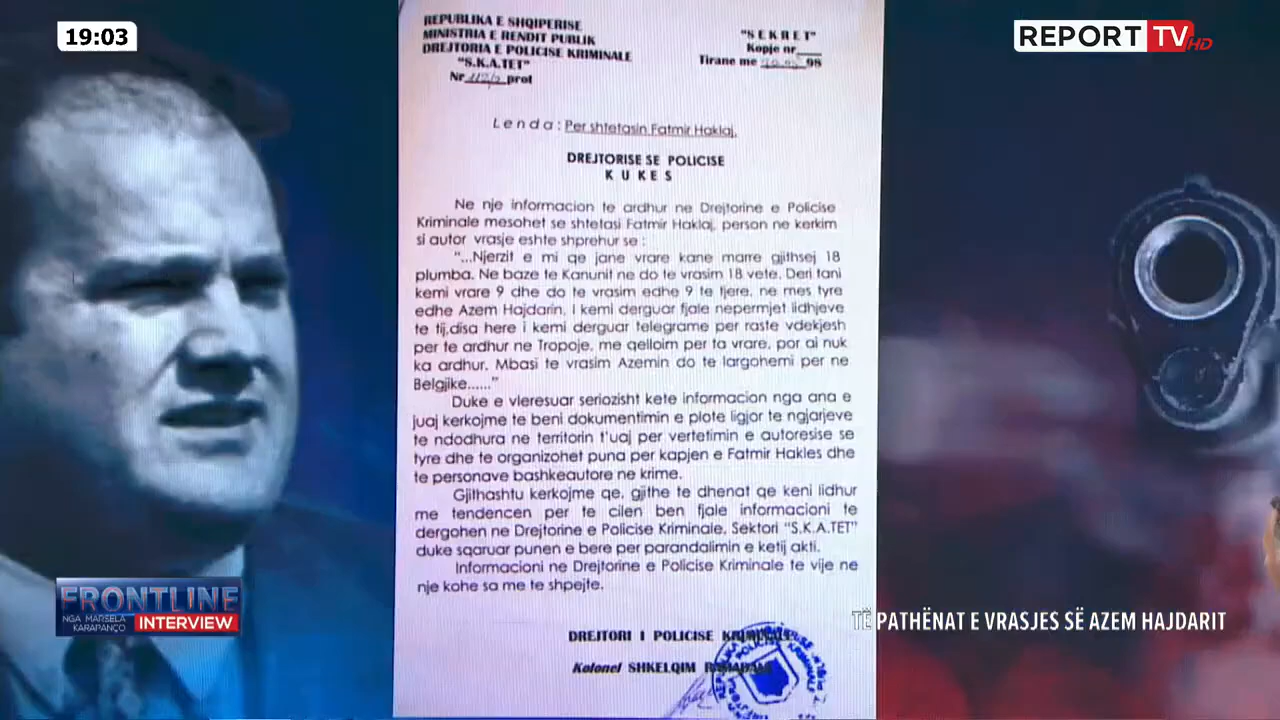 19:03
REPORT TV HD
REPUBLIKA E SHQIPERISE
MINISTRIA E RENDIT PUBLIK
DREJTORIA E POLICISE KRIMINALE
"S.K.A.TET"
Nr prot
"S E K R E T"
Kopje nr
Tirane me 98
L e n d a : Per shtetasin Fatmir Haklaj.
DREJTORISE SE POLICISE
K U K E S
Ne nje informacion te ardhur ne Drejtorine e Policise
Kriminale mesohet se shtetasi Fatmir Haklaj, person ne kerkim
si autor vrasje eshte shprehur se :
"...Njerzit e mi qe jane vrare kane marre gjithsej 18
plumba. Ne baze te Kanunit ne do te vrasim 18 vete. Deri tani
kemi vrare 9 dhe do te vrasim edhe 9 te tjere, ne mes tyre
edhe Azem Hajdarin, i kemi derguar fjale nepermjet lidhjeve
te tij,disa here i kemi derguar telegrame per raste vdekjesh
per te ardhur ne Tropoje, me qelloim per ta vrare, por ai nuk
ka ardhur. Mbasi te vrasim Azemin do te largohemi per ne
Belgjike......"
Duke e vleresuar seriozisht kete informacion nga ana e
juaj kerkojme te beni dokumentimin e plote ligjor te ngjarjeve
te ndodhura ne territorin t'uaj per vertetimin e autoresise se
tyre dhe te organizohet puna per kapjen e Fatmir Hakles dhe
te personave bashkeautore ne krime.
Gjithashtu kerkojme qe, gjithe te dhenat qe keni lidhur
me tendencen per te cilen ben fjale informacioni te
dergohen ne Drejtorine e Policise Kriminale, Sektori "S.K.A.TET"
duke sqaruar punen e bere per parandalimin e ketij akti.
Informacioni ne Drejtorine e Policise Kriminale te vije ne
nje kohe sa me te shpejte.
DREJTORI I POLICISE KRIMINALE
Kolonel SHKELQIM
FRONTLINE
NGA MARSELA
KARAPANÇO
INTERVIEW
TË PATHËNAT E VRASJES SË AZEM HAJDARIT